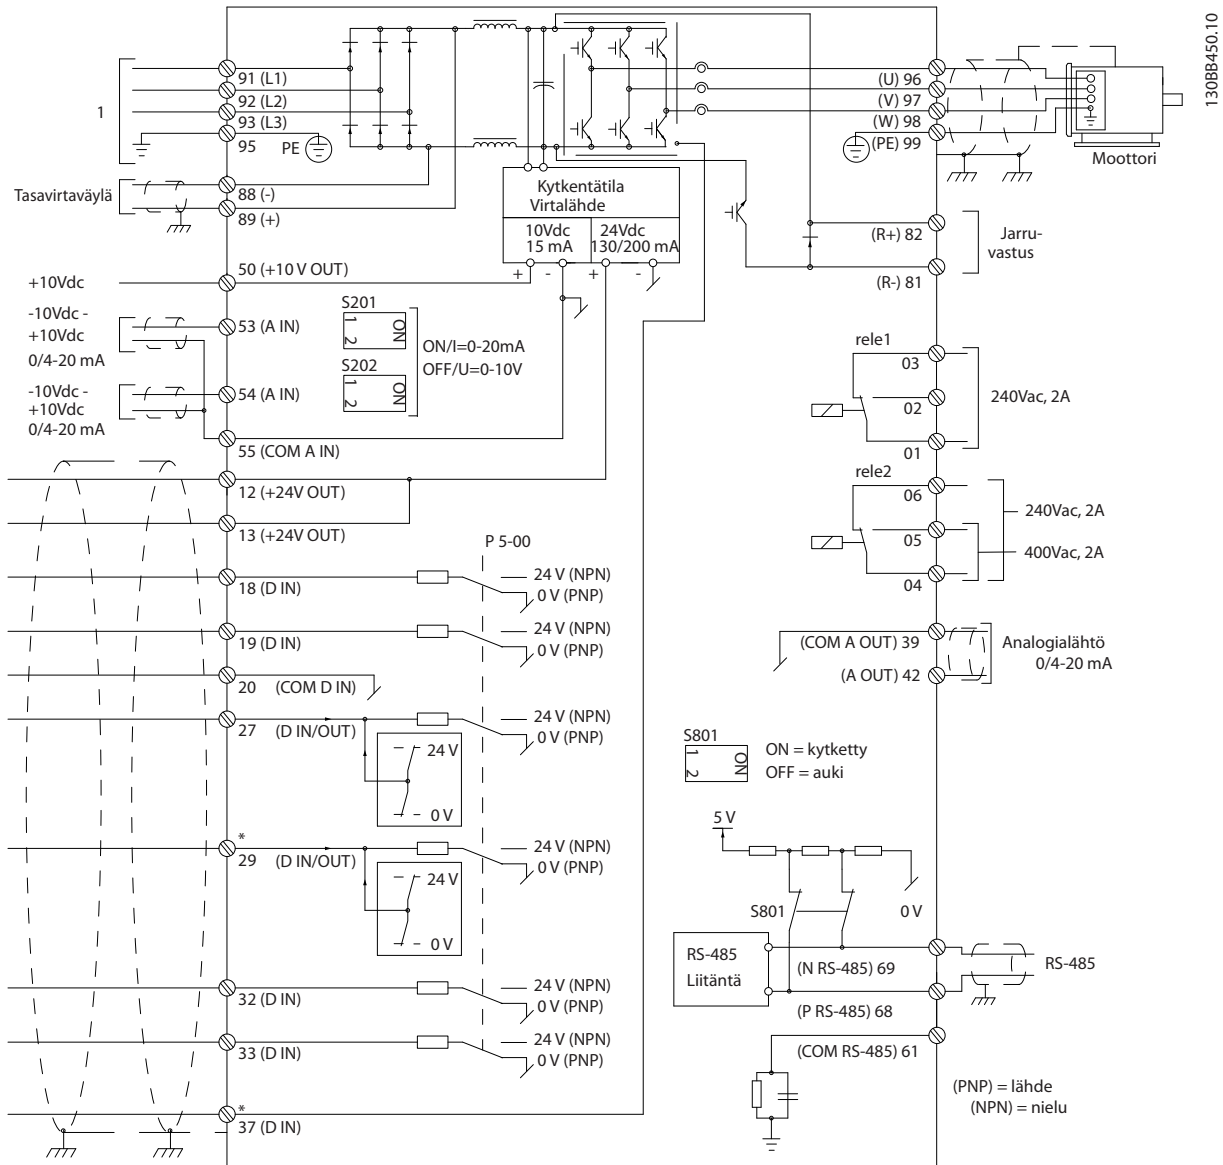 130BB450.10
1
91 (L1)
92 (L2)
93 (L3)
95
PE
Tasavirtaväylä
88 (-)
89 (+)
Kytkentätila
Virtalähde
10Vdc
15 mA
24Vdc
130/200 mA
+ - + -
(U) 96
(V) 97
(W) 98
(PE) 99
Moottori
(R+) 82
(R-) 81
Jarru-
vastus
+10Vdc
50 (+10 V OUT)
-10Vdc -
+10Vdc
0/4-20 mA
53 (A IN)
-10Vdc -
+10Vdc
0/4-20 mA
54 (A IN)
55 (COM A IN)
S201
1
2
ON
S202
1
2
ON
ON/I=0-20mA
OFF/U=0-10V
rele1
03
02
01
240Vac, 2A
rele2
06
05
04
240Vac, 2A
400Vac, 2A
12 (+24V OUT)
13 (+24V OUT)
P 5-00
18 (D IN)
24 V (NPN)
0 V (PNP)
19 (D IN)
24 V (NPN)
0 V (PNP)
20 (COM D IN)
27 (D IN/OUT)
24 V (NPN)
0 V (PNP)
24 V
0 V
*
29 (D IN/OUT)
24 V (NPN)
0 V (PNP)
24 V
0 V
32 (D IN)
24 V (NPN)
0 V (PNP)
33 (D IN)
24 V (NPN)
0 V (PNP)
*
37 (D IN)
(COM A OUT) 39
(A OUT) 42
Analogialähtö
0/4-20 mA
S801
1
2
ON
ON = kytketty
OFF = auki
5 V
S801
0 V
RS-485
Liitäntä
(N RS-485) 69
(P RS-485) 68
(COM RS-485) 61
RS-485
(PNP) = lähde
(NPN) = nielu